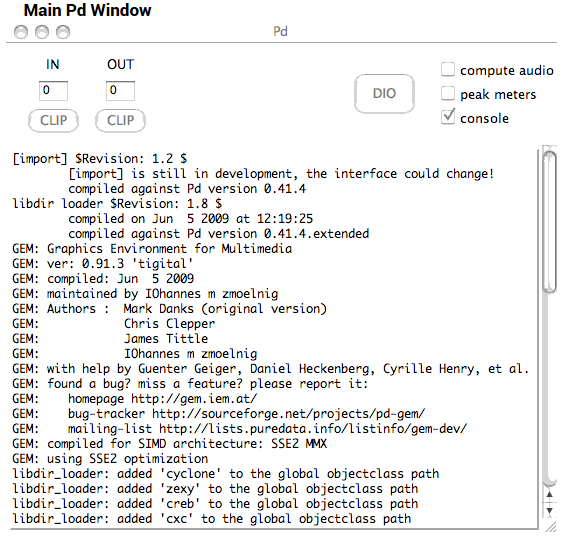 Main Pd Window
Pd
IN OUT
0 0
CLIP CLIP
DIO
compute audio
peak meters
console
[import] $Revision: 1.2 $
[import] is still in development, the interface could change!
compiled against Pd version 0.41.4
libdir loader $Revision: 1.8 $
compiled on Jun  5 2009 at 12:19:25
compiled against Pd version 0.41.4.extended
GEM: Graphics Environment for Multimedia
GEM: ver: 0.91.3 'tigital'
GEM: compiled: Jun  5 2009
GEM: maintained by IOhannes m zmoelnig
GEM: Authors :  Mark Danks (original version)
GEM:            Chris Clepper
GEM:            James Tittle
GEM:            IOhannes m zmoelnig
GEM: with help by Guenter Geiger, Daniel Heckenberg, Cyrille Henry, et al.
GEM: found a bug? miss a feature? please report it:
GEM:    homepage http://gem.iem.at/
GEM:    bug-tracker http://sourceforge.net/projects/pd-gem/
GEM:    mailing-list http://lists.puredata.info/listinfo/gem-dev/
GEM: compiled for SIMD architecture: SSE2 MMX
GEM: using SSE2 optimization
libdir_loader: added 'cyclone' to the global objectclass path
libdir_loader: added 'zexy' to the global objectclass path
libdir_loader: added 'creb' to the global objectclass path
libdir_loader: added 'cxc' to the global objectclass path